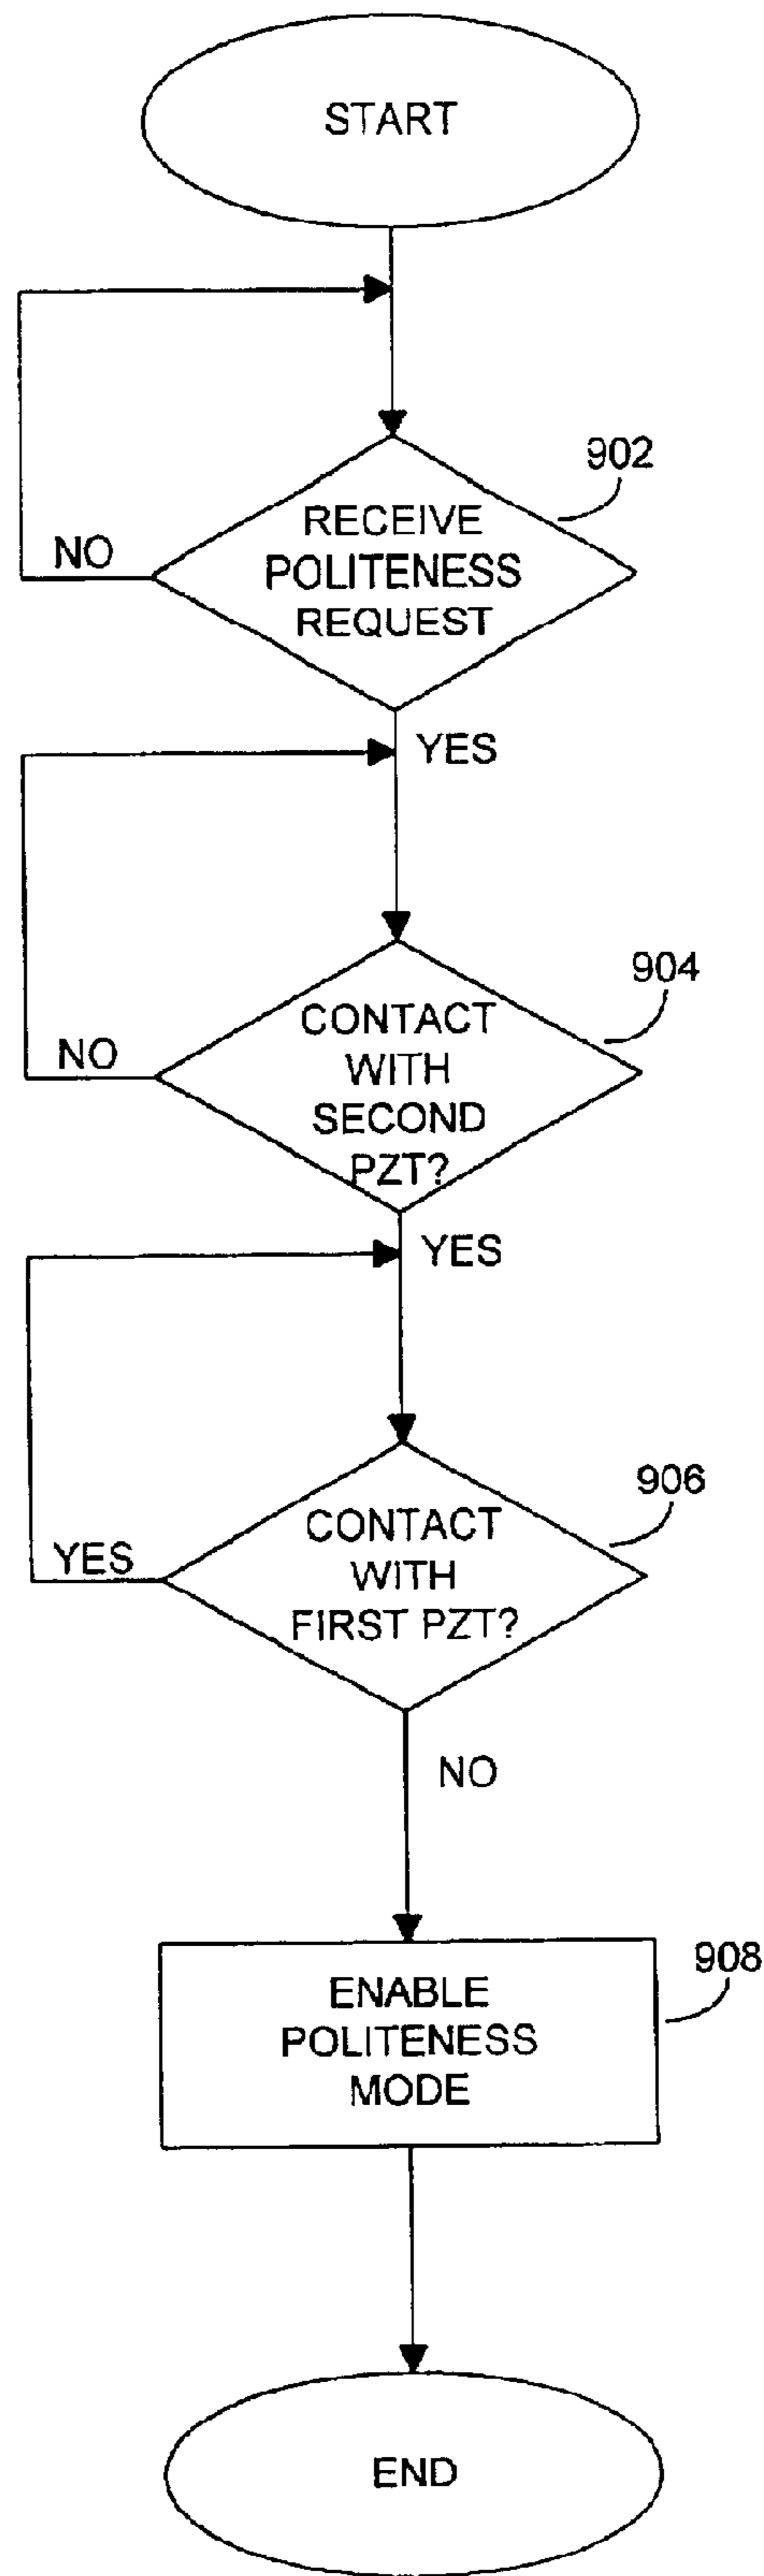 START
902
RECEIVE
POLITENESS
REQUEST
NO
YES
904
CONTACT
WITH
SECOND
PZT?
NO
YES
906
CONTACT
WITH
FIRST PZT?
YES
NO
908
ENABLE
POLITENESS
MODE
END